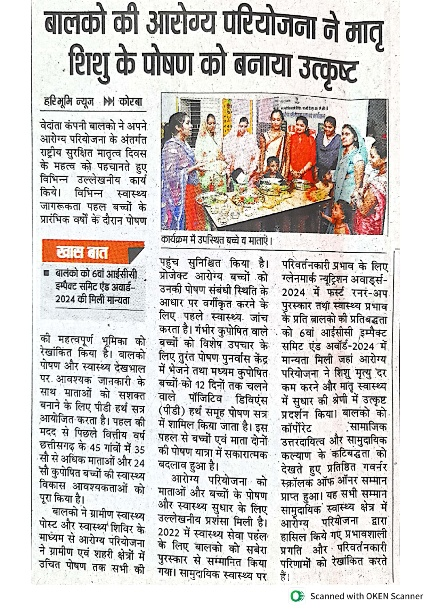 बालको की आरोग्य परियोजना ने मातृ
शिशु के पोषण को बनाया उत्कृष्ट
हरिभूमि न्यूज ▶▶ कोरबा
वेदांता कंपनी बालको ने अपने
आरोग्य परियोजना के अंतर्गत
राष्ट्रीय सुरक्षित मातृत्व दिवस
के महत्व को पहचानते हुए
विभिन्न उल्लेखनीय कार्य
किये। विभिन्न स्वास्थ्य
जागरूकता पहल बच्चों के
प्रारंभिक वर्षों के दौरान पोषण
कार्यक्रम में उपस्थित बच्चे व माताएं।
खास बात
■ बालको को 6वां आईसीसी
इम्पैक्ट समिट एंड अवार्ड-
2024 की मिली मान्यता
की महत्वपूर्ण भूमिका को
रेखांकित किया है। बालको
पोषण और स्वास्थ्य देखभाल
पर आवश्यक जानकारी के
साथ माताओं को सशक्त
बनाने के लिए पीडी हर्थ सत्र
आयोजित करता है। पहल की
मदद से पिछले वित्तीय वर्ष
छत्तीसगढ़ के 45 गांवों में 35
सौ से अधिक माताओं और 24
सौ कुपोषित बच्चों की स्वास्थ्य
विकास आवश्यकताओं को
पूरा किया है।
बालको ने ग्रामीण स्वास्थ्य
पोस्ट और स्वास्थ्य शिविर के
माध्यम से आरोग्य परियोजना
ने ग्रामीण एवं शहरी क्षेत्रों में
उचित पोषण तक सभी की
पहुंच सुनिश्चित किया है।
प्रोजेक्ट आरोग्य बच्चों को
उनकी पोषण संबंधी स्थिति के
आधार पर वर्गीकृत करने के
लिए पहले स्वास्थ्य जांच
करता है। गंभीर कुपोषित वाले
बच्चों को विशेष उपचार के
लिए तुरंत पोषण पुनर्वास केंद्र
में भेजने तथा मध्यम कुपोषित
बच्चों को 12 दिनों तक चलने
वाले पॉजिटिव डिविएंस
(पीडी) हर्थ समूह पोषण सत्र
में शामिल किया जाता है। इस
पहल से बच्चों एवं माता दोनों
की पोषण यात्रा में सकारात्मक
बदलाव हुआ है।
आरोग्य परियोजना को
माताओं और बच्चों के पोषण
और स्वास्थ्य सुधार के लिए
उल्लेखनीय प्रशंसा मिली है।
2022 में स्वास्थ्य सेवा पहल
के लिए बालको को सबेरा
पुरस्कार से सम्मानित किया
गया। सामुदायिक स्वास्थ्य पर
परिवर्तनकारी प्रभाव के लिए
ग्लेनमार्क न्यूट्रिशन अवार्ड्स-
2024 में फर्स्ट रनर-अप
पुरस्कार तथा स्वास्थ्य प्रभाव
के प्रति बालको की प्रतिबद्धता
को 6वां आईसीसी इम्पैक्ट
समिट एंड अवॉर्ड-2024 में
मान्यता मिली जहां आरोग्य
परियोजना ने शिशु मृत्यु दर
कम करने और मातृ स्वास्थ्य
में सुधार की श्रेणी में उत्कृष्ट
प्रदर्शन किया। बालको को
कॉर्पोरेट सामाजिक
उत्तरदायित्व और सामुदायिक
कल्याण के कटिबद्धता को
देखते हुए प्रतिष्ठित गवर्नर
स्क्रॉलक ऑफ ऑनर सम्मान
प्राप्त हुआ। यह सभी सम्मान
सामुदायिक स्वास्थ्य क्षेत्र में
आरोग्य परियोजना द्वारा
हासिल किये गए प्रभावशाली
प्रगति और परिवर्तनकारी
परिणामों को रेखांकित करते
हैं।
Scanned with OKEN Scanner